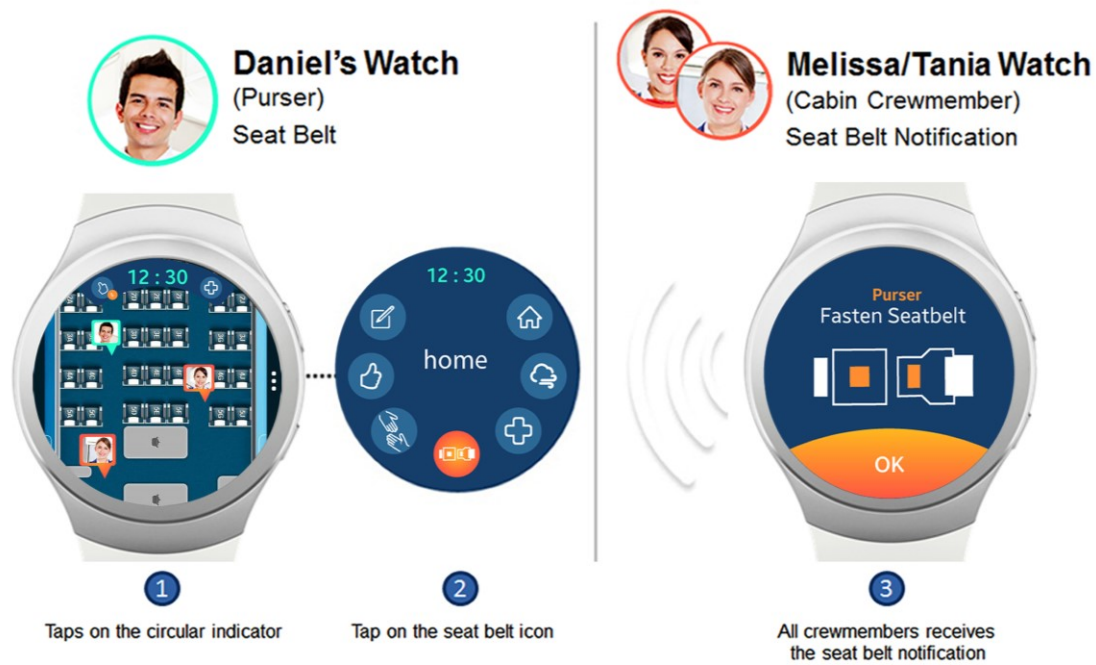 Daniel's Watch
(Purser)
Seat Belt
Melissa/Tania Watch
(Cabin Crewmember)
Seat Belt Notification
12 : 30
12 : 30
home
Purser
Fasten Seatbelt
OK
1
Taps on the circular indicator
2
Tap on the seat belt icon
3
All crewmembers receives
the seat belt notification